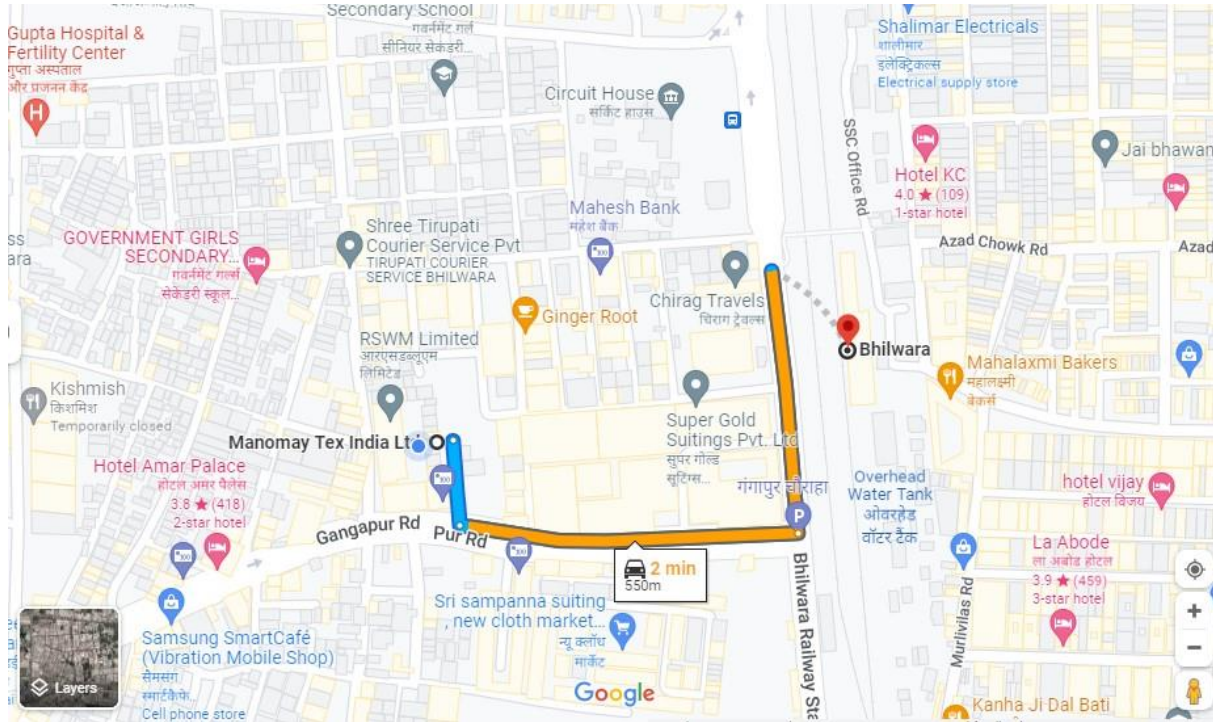 Secondary School
गवर्नमेंट गर्ल
सीनियर सेकेंडरी...
Gupta Hospital &
Fertility Center
गुप्ता अस्पताल
और प्रजनन केंद्र
Shalimar Electricals
शालीमार
इलेक्ट्रिकल्स
Electrical supply store
Circuit House
सर्किट हाउस
SSC Office Rd
Hotel KC
4.0 ★ (109)
1-star hotel
Jai bhawan
Mahesh Bank
महेश बैंक
Shree Tirupati
Courier Service Pvt
TIRUPATI COURIER
SERVICE BHILWARA
GOVERNMENT GIRLS
SECONDARY...
गवर्नमेंट गर्ल्स
सेकेंडरी स्कूल...
Azad Chowk Rd
Azad
Chirag Travels
चिराग ट्रेवल्स
Ginger Root
RSWM Limited
आरएसडब्लूएम
लिमिटेड
Bhilwara
Mahalaxmi Bakers
महालक्ष्मी
बेकर्स
Kishmish
किशमिश
Temporarily closed
Super Gold
Suitings Pvt. Ltd
सुपर गोल्ड
सूटिंग्स...
Manomay Tex India Ltd
Hotel Amar Palace
होटल अमर पैलेस
3.8 ★ (418)
2-star hotel
गंगापुर चौराहा
P
Overhead
Water Tank
ओवरहेड
वॉटर टैंक
hotel vijay
होटल विजय
Gangapur Rd
Pur Rd
La Abode
ला अबोड होटल
3.9 ★ (459)
3-star hotel
2 min
550m
Bhilwara Railway Sta
Murlivilas Rd
Sri sampanna suiting
, new cloth market...
न्यू क्लॉथ
मार्केट
Samsung SmartCafé
(Vibration Mobile Shop)
सैमसंग
स्मार्टकैफे...
Cell phone store
Layers
Google
Kanha Ji Dal Bati